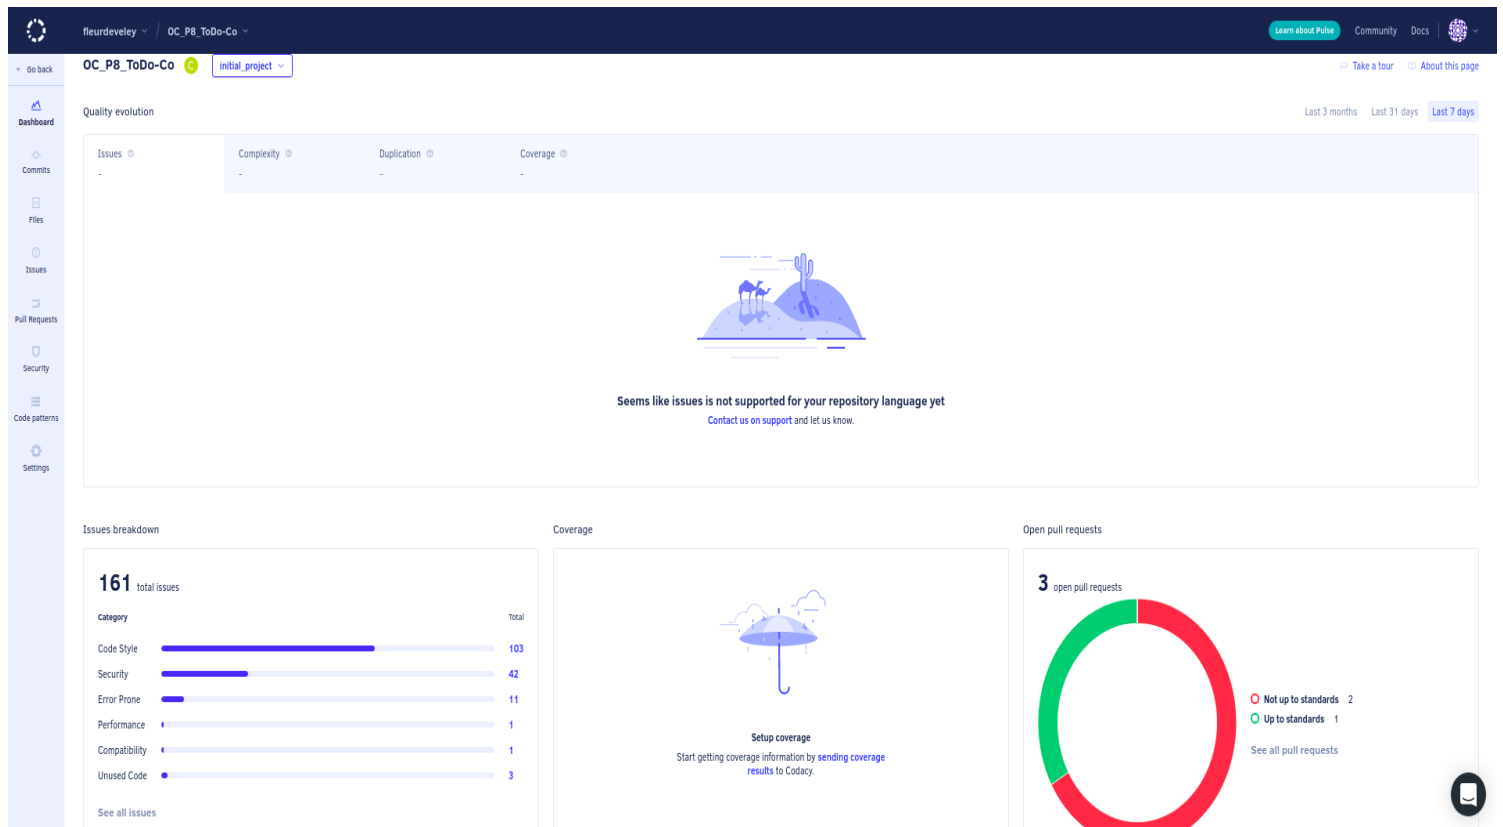 fleurdeveley / OC_P8_ToDo-Co
Learn about Pulse Community Docs
Go back
OC_P8_ToDo-Co C initial_project
Take a tour About this page
Dashboard
Commits
Files
Issues
Pull Requests
Security
Code patterns
Settings
Quality evolution
Last 3 months Last 31 days Last 7 days
Issues Complexity Duplication Coverage
- - - -
Seems like issues is not supported for your repository language yet
Contact us on support and let us know.
Issues breakdown
161 total issues
Category Total
Code Style 103
Security 42
Error Prone 11
Performance 1
Compatibility 1
Unused Code 3
See all issues
Coverage
Setup coverage
Start getting coverage information by sending coverage
results to Codacy.
Open pull requests
3 open pull requests
Not up to standards 2
Up to standards 1
See all pull requests